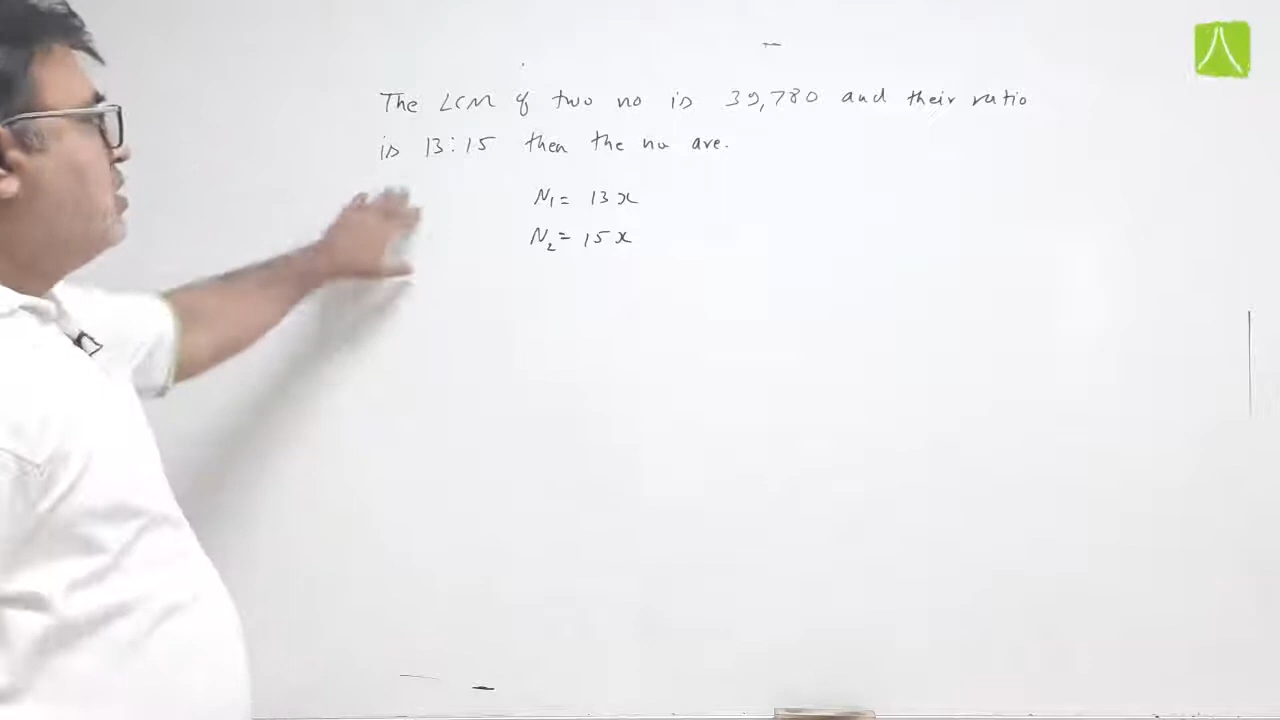 The LCM of two no is 39,780 and their ratio
is 13:15 then the no are.
N₁ = 13x
N₂ = 15x